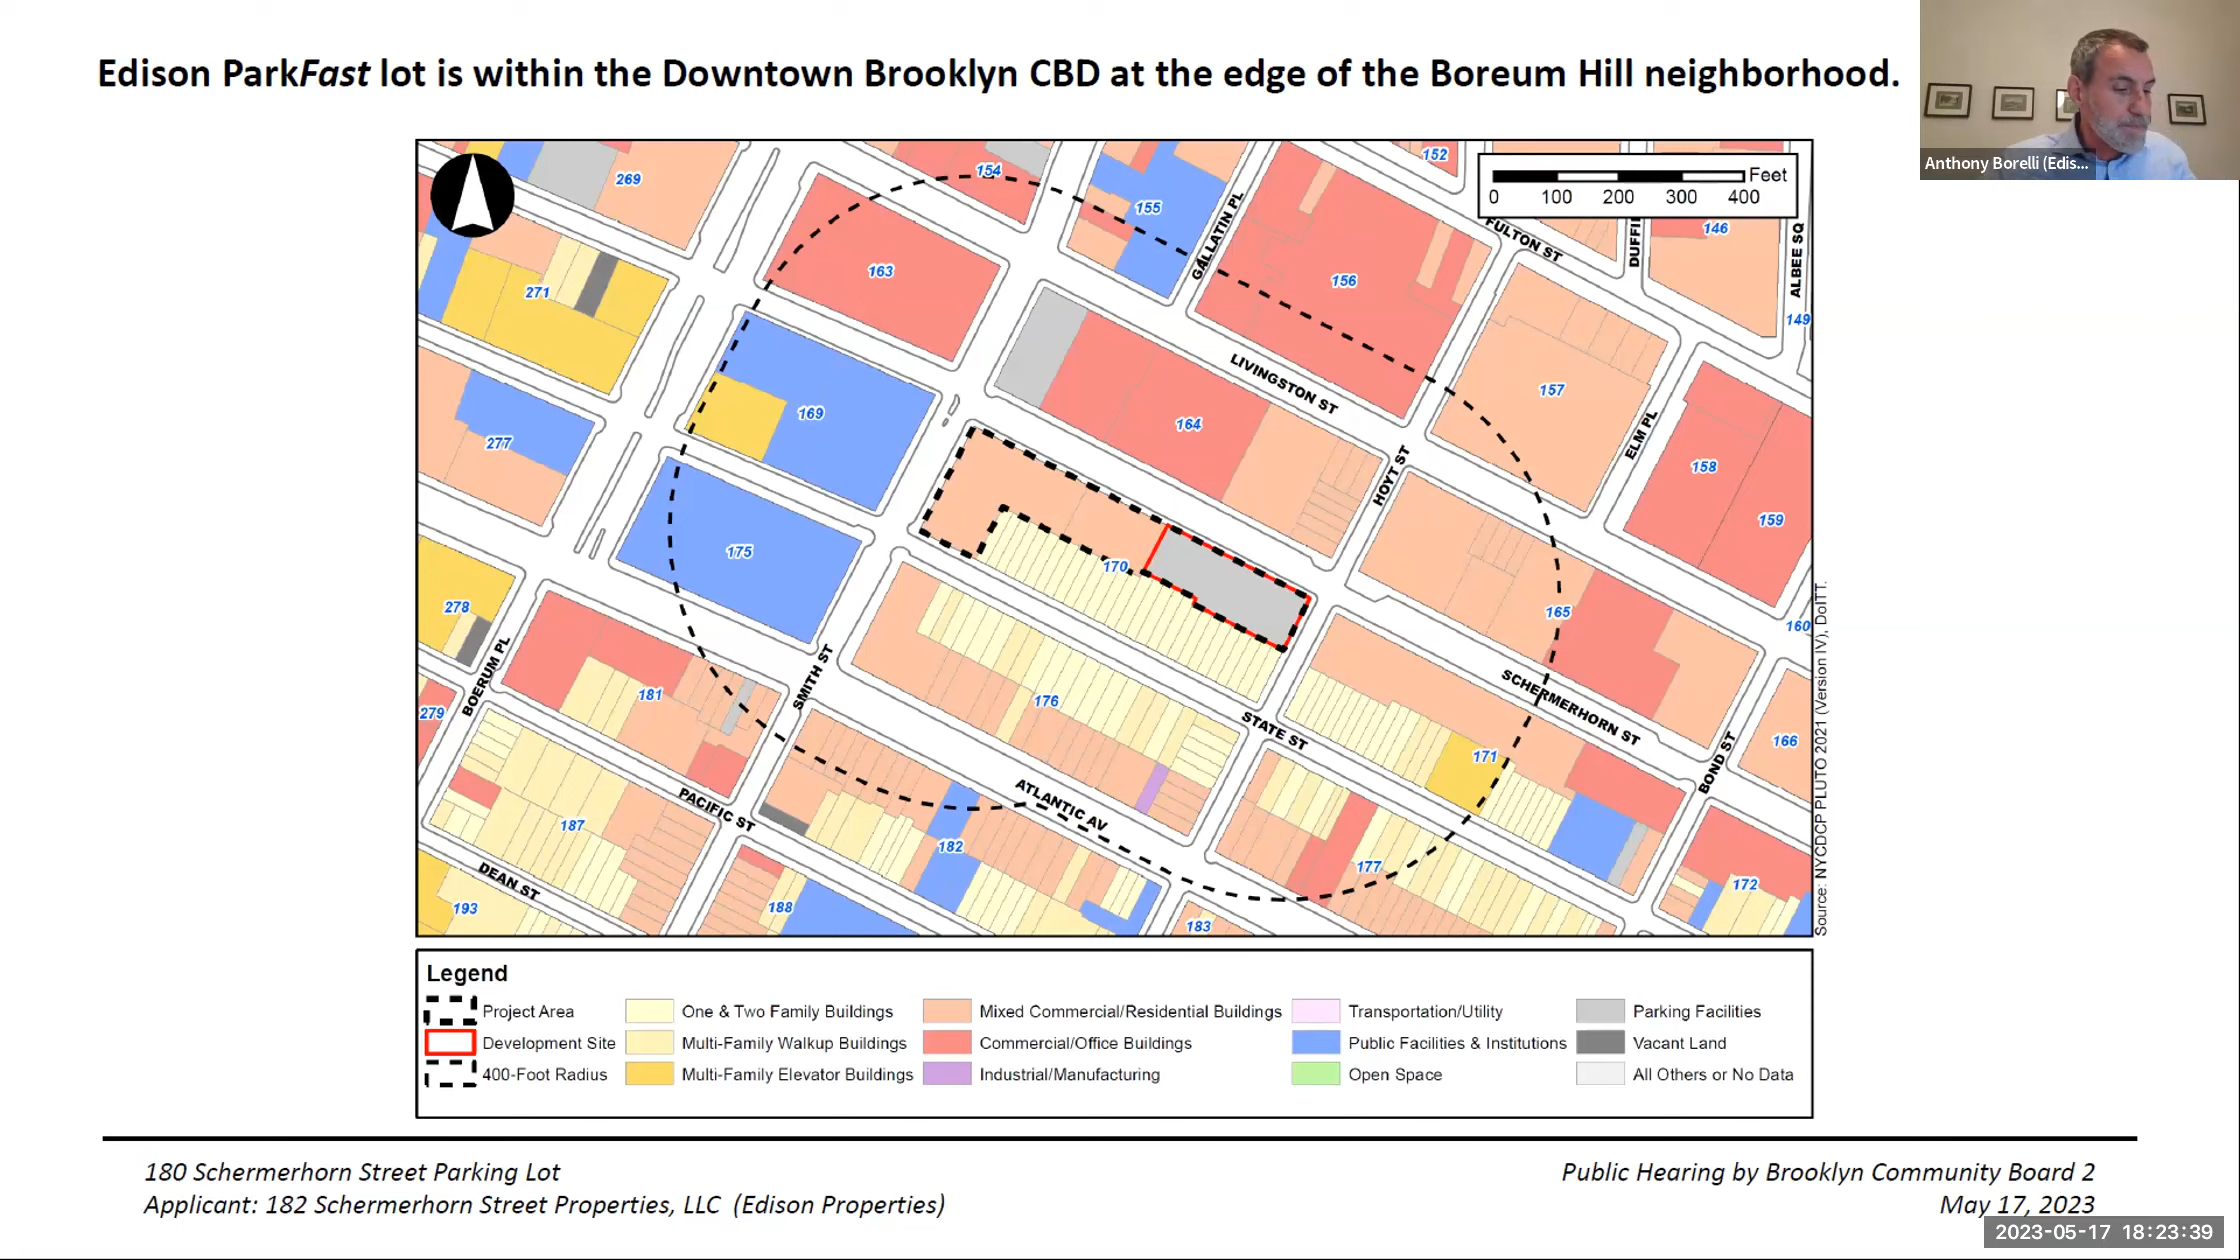 Edison ParkFast lot is within the Downtown Brooklyn CBD at the edge of the Boreum Hill neighborhood.
Anthony Borelli (Edis...
Feet
0 100 200 300 400
152
154
269
155
146
163
156
271
149
157
169
164
277
158
159
175
170
278
165
160
181
176
279
171
166
187
182
177
172
193
188
183
GALLATIN PL
FULTON ST
DUFFI
ALBEE SQ
LIVINGSTON ST
ELM PL
HOYT ST
BOERUM PL
SMITH ST
SCHERMERHORN ST
STATE ST
BOND ST
ATLANTIC AV
PACIFIC ST
DEAN ST
Source: NYCDCP PLUTO 2021 (Version IV), DoITT.
Legend
Project Area
Development Site
400-Foot Radius
One & Two Family Buildings
Multi-Family Walkup Buildings
Multi-Family Elevator Buildings
Mixed Commercial/Residential Buildings
Commercial/Office Buildings
Industrial/Manufacturing
Transportation/Utility
Public Facilities & Institutions
Open Space
Parking Facilities
Vacant Land
All Others or No Data
180 Schermerhorn Street Parking Lot
Applicant: 182 Schermerhorn Street Properties, LLC (Edison Properties)
Public Hearing by Brooklyn Community Board 2
May 17, 2023
2023-05-17 18:23:39